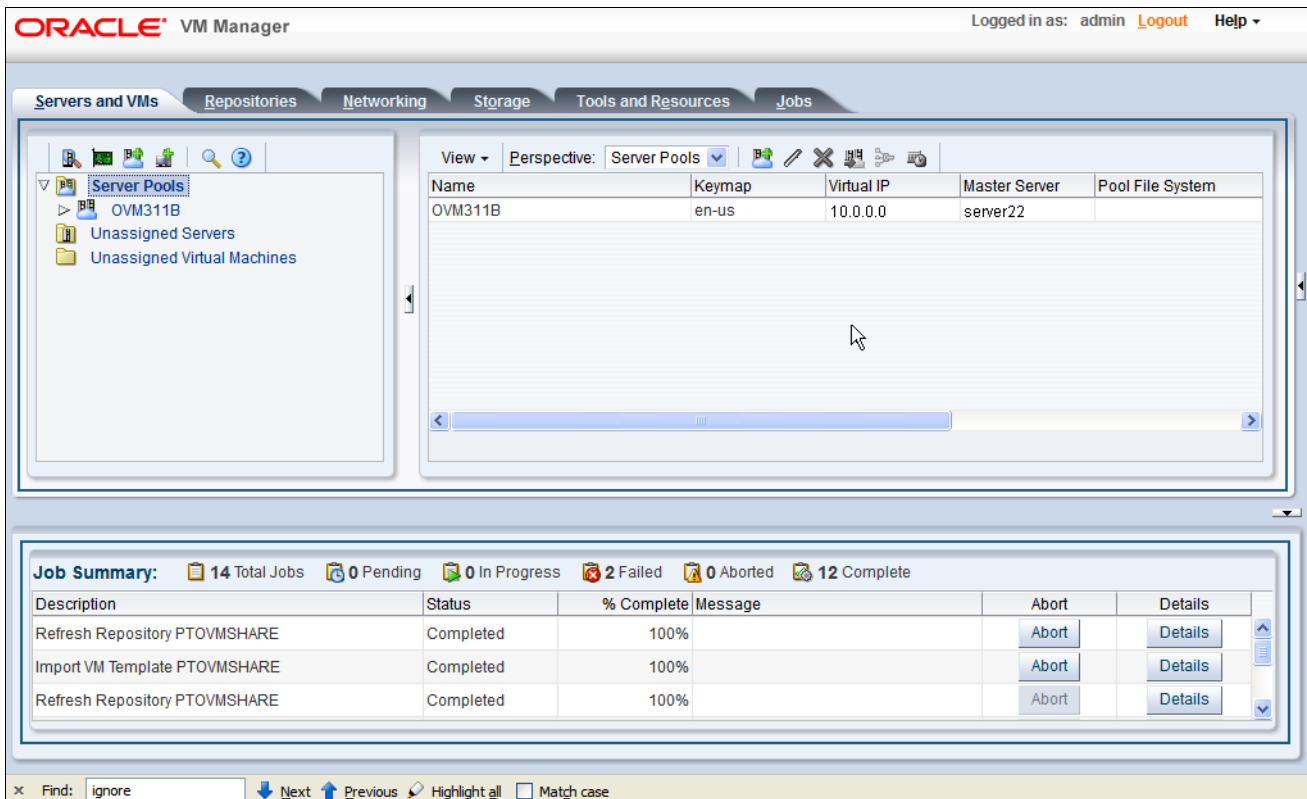 ORACLE VM Manager
Logged in as: admin Logout Help
Servers and VMs Repositories Networking Storage Tools and Resources Jobs
Server Pools
OVM311B
Unassigned Servers
Unassigned Virtual Machines
View Perspective: Server Pools
Name Keymap Virtual IP Master Server Pool File System
OVM311B en-us 10.0.0.0 server22
Job Summary: 14 Total Jobs 0 Pending 0 In Progress 2 Failed 0 Aborted 12 Complete
Description Status % Complete Message Abort Details
Refresh Repository PTOVMSHARE Completed 100% Abort Details
Import VM Template PTOVMSHARE Completed 100% Abort Details
Refresh Repository PTOVMSHARE Completed 100% Abort Details
x Find: ignore Next Previous Highlight all Match case